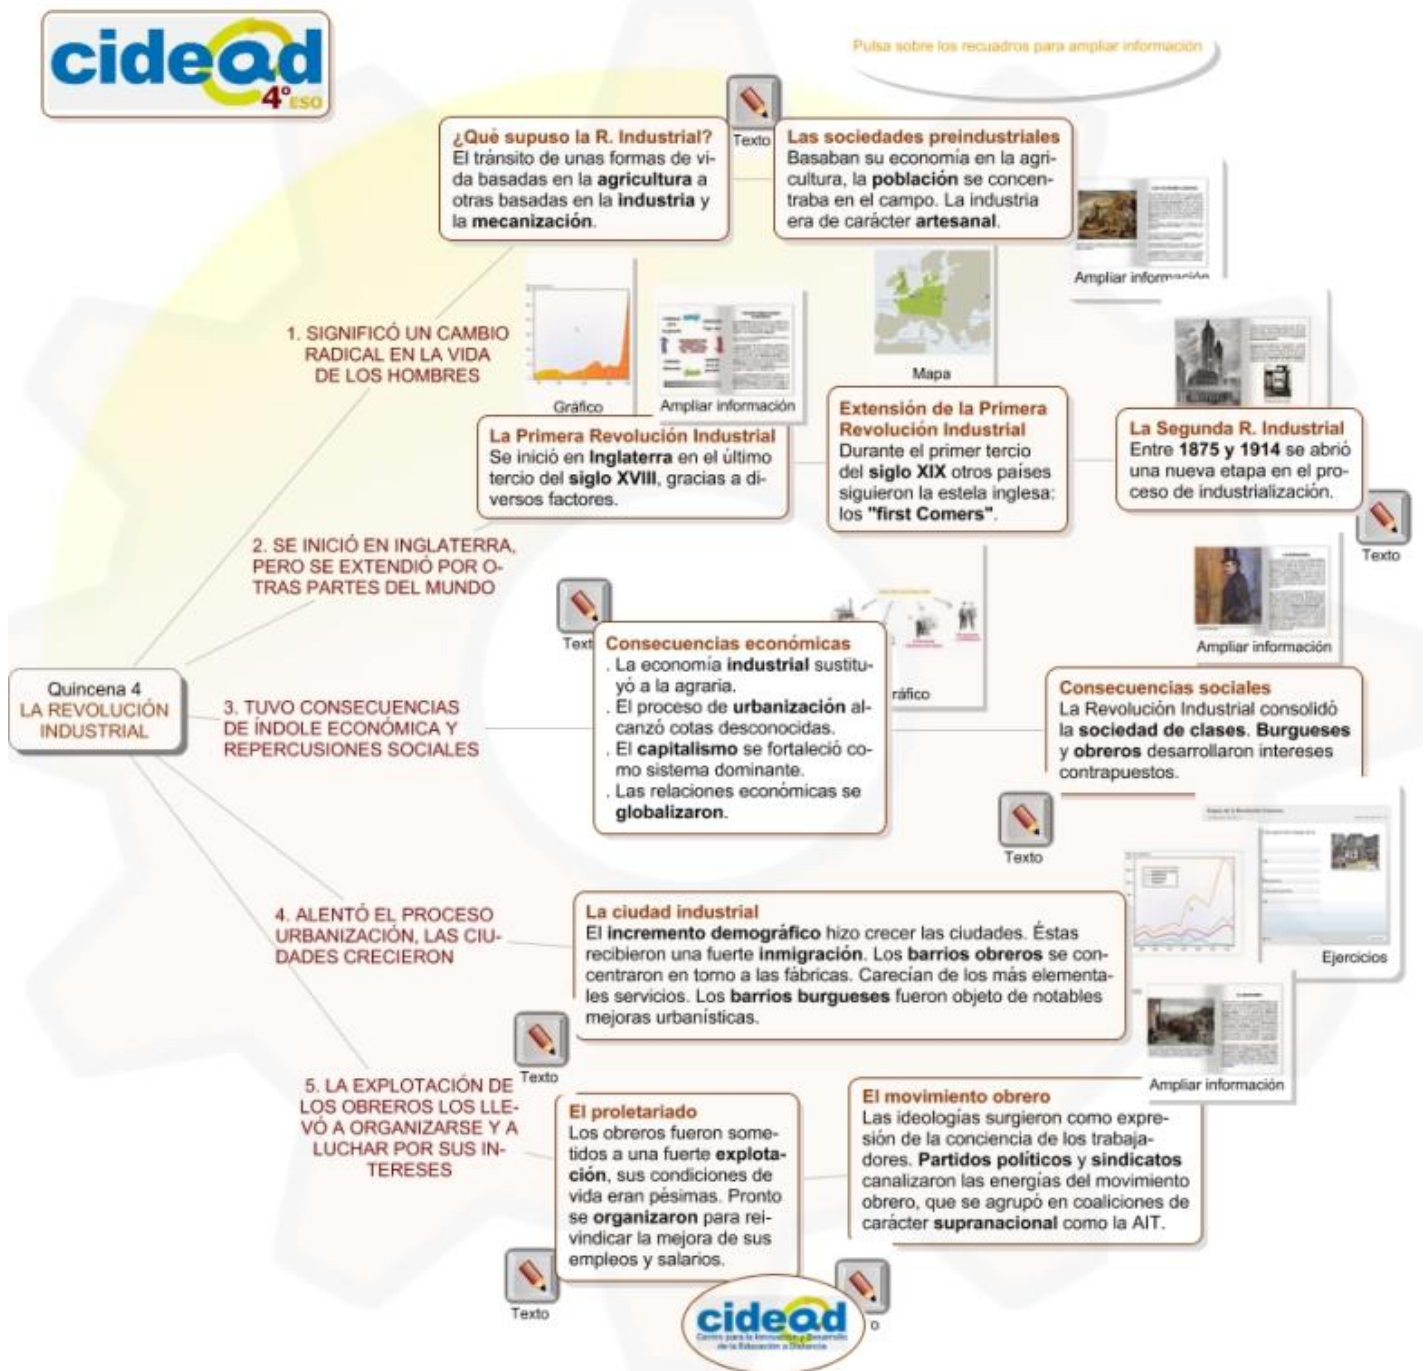 cidead
4º ESO
Pulsa sobre los recuadros para ampliar información
¿Qué supuso la R. Industrial?
El tránsito de unas formas de vi-
da basadas en la agricultura a
otras basadas en la industria y
la mecanización.
Texto
Las sociedades preindustriales
Basaban su economía en la agri-
cultura, la población se concen-
traba en el campo. La industria
era de carácter artesanal.
Ampliar información
1. SIGNIFICÓ UN CAMBIO
RADICAL EN LA VIDA
DE LOS HOMBRES
Gráfico
Ampliar información
Mapa
La Primera Revolución Industrial
Se inició en Inglaterra en el último
tercio del siglo XVIII, gracias a di-
versos factores.
Extensión de la Primera
Revolución Industrial
Durante el primer tercio
del siglo XIX otros países
siguieron la estela inglesa:
los "first Comers".
La Segunda R. Industrial
Entre 1875 y 1914 se abrió
una nueva etapa en el pro-
ceso de industrialización.
Texto
2. SE INICIÓ EN INGLATERRA,
PERO SE EXTENDIÓ POR O-
TRAS PARTES DEL MUNDO
Text
Consecuencias económicas
. La economía industrial sustitu-
yó a la agraria.
. El proceso de urbanización al-
canzó cotas desconocidas.
. El capitalismo se fortaleció co-
mo sistema dominante.
. Las relaciones económicas se
globalizaron.
ráfico
Ampliar información
Consecuencias sociales
La Revolución Industrial consolidó
la sociedad de clases. Burgueses
y obreros desarrollaron intereses
contrapuestos.
Quincena 4
LA REVOLUCIÓN
INDUSTRIAL
3. TUVO CONSECUENCIAS
DE ÍNDOLE ECONÓMICA Y
REPERCUSIONES SOCIALES
Texto
4. ALENTÓ EL PROCESO
URBANIZACIÓN, LAS CIU-
DADES CRECIERON
La ciudad industrial
El incremento demográfico hizo crecer las ciudades. Éstas
recibieron una fuerte inmigración. Los barrios obreros se con-
centraron en torno a las fábricas. Carecían de los más elementa-
les servicios. Los barrios burgueses fueron objeto de notables
mejoras urbanísticas.
Ejercicios
Texto
Ampliar información
5. LA EXPLOTACIÓN DE
LOS OBREROS LOS LLE-
VÓ A ORGANIZARSE Y A
LUCHAR POR SUS IN-
TERESES
El proletariado
Los obreros fueron some-
tidos a una fuerte explota-
ción, sus condiciones de
vida eran pésimas. Pronto
se organizaron para rei-
vindicar la mejora de sus
empleos y salarios.
El movimiento obrero
Las ideologías surgieron como expre-
sión de la conciencia de los trabaja-
dores. Partidos políticos y sindicatos
canalizaron las energías del movimiento
obrero, que se agrupó en coaliciones de
carácter supranacional como la AIT.
Texto
o
cidead
Centro para la Innovación y Desarrollo
de la Educación a Distancia